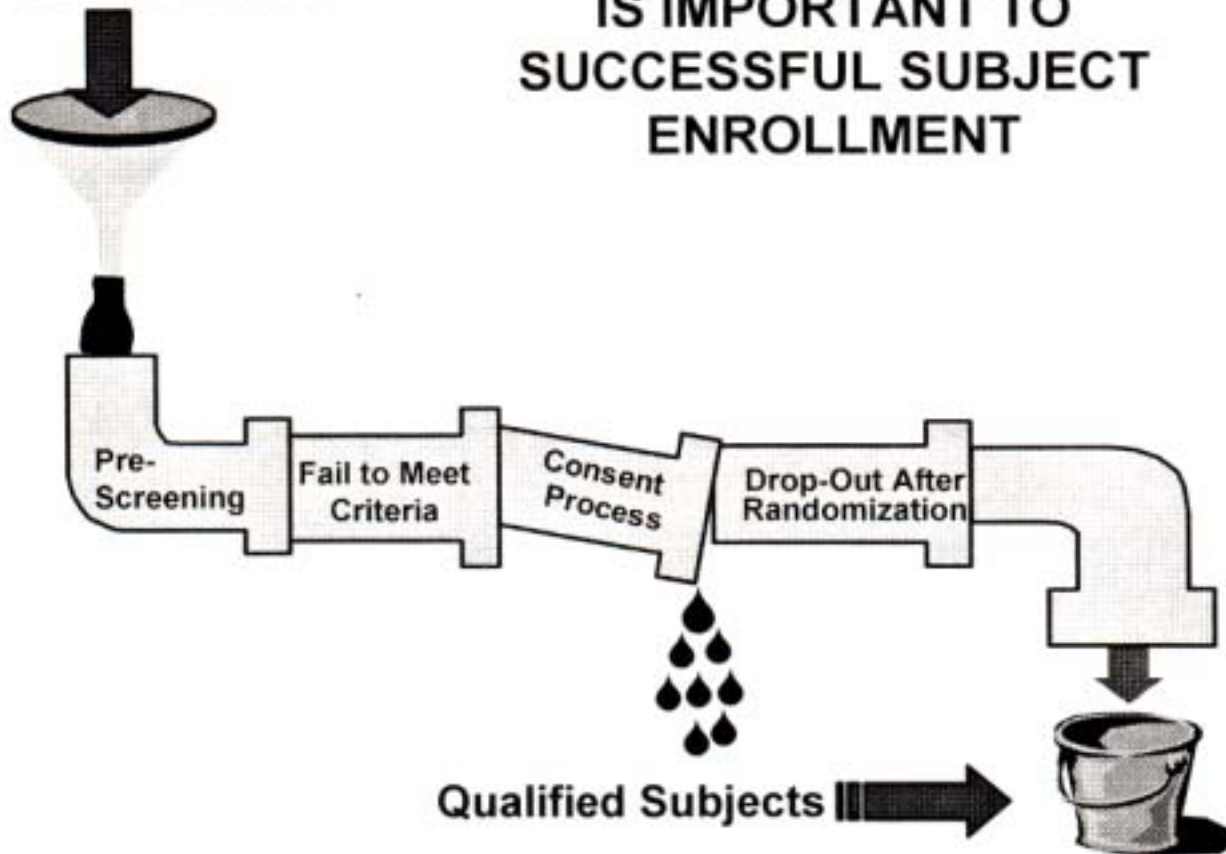 IS IMPORTANT TO
SUCCESSFUL SUBJECT
ENROLLMENT
Pre-
Screening
Fail to Meet
Criteria
Consent
Process
Drop-Out After
Randomization
Qualified Subjects